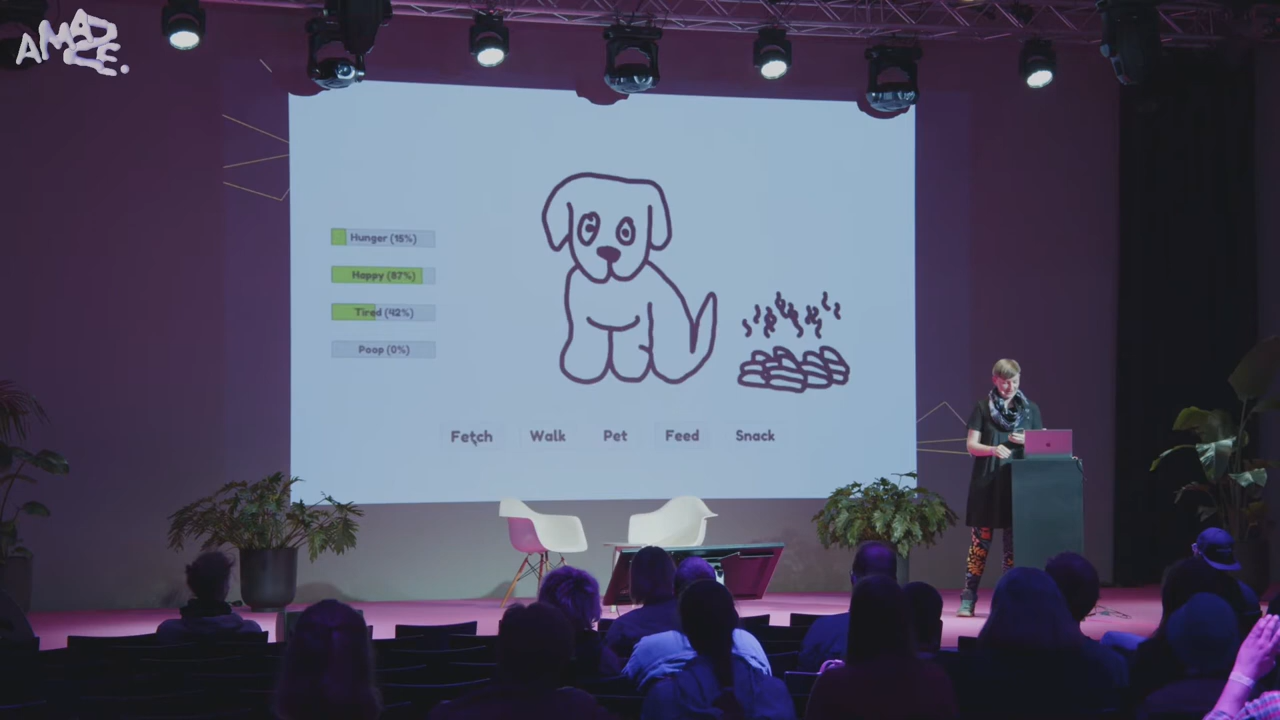 AMAZE.
Hunger (15%)
Happy (87%)
Tired (42%)
Poop (0%)
Fetch Walk Pet Feed Snack